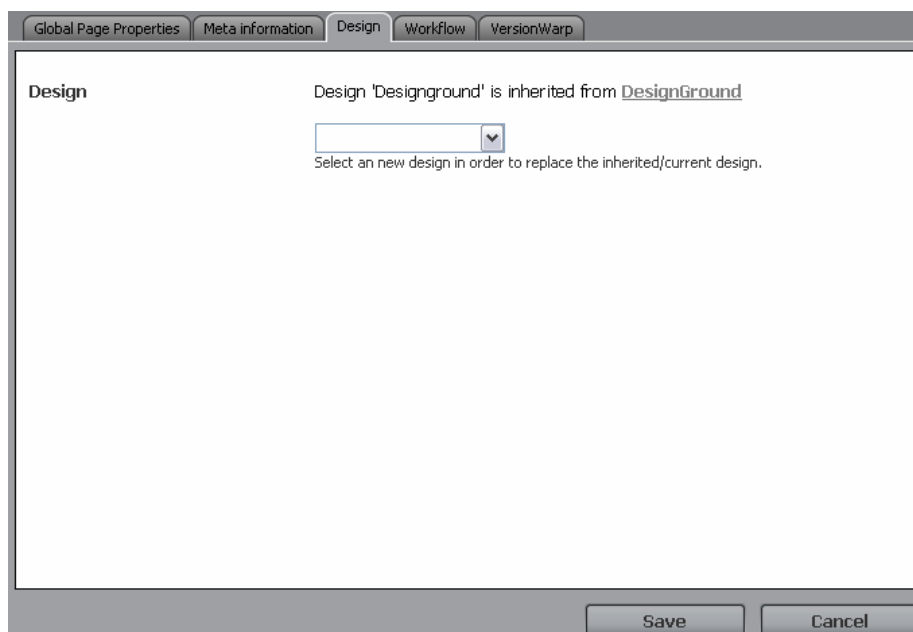 Global Page Properties Meta information Design Workflow VersionWarp
Design Design 'Designground' is inherited from DesignGround
Select an new design in order to replace the inherited/current design.
Save Cancel